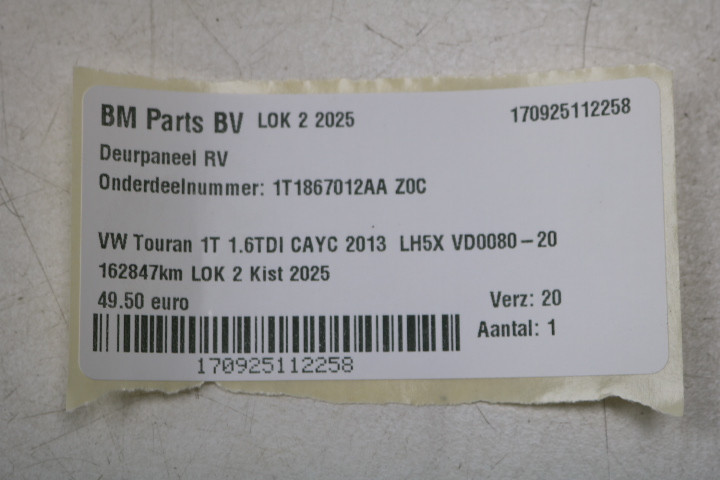 BM Parts BV LOK 2 2025 170925112258
Deurpaneel RV
Onderdeelnummer: 1T1867012AA Z0C
VW Touran 1T 1.6TDI CAYC 2013 LH5X VD0080-20
162847km LOK 2 Kist 2025
49.50 euro Verz: 20
Aantal: 1
170925112258